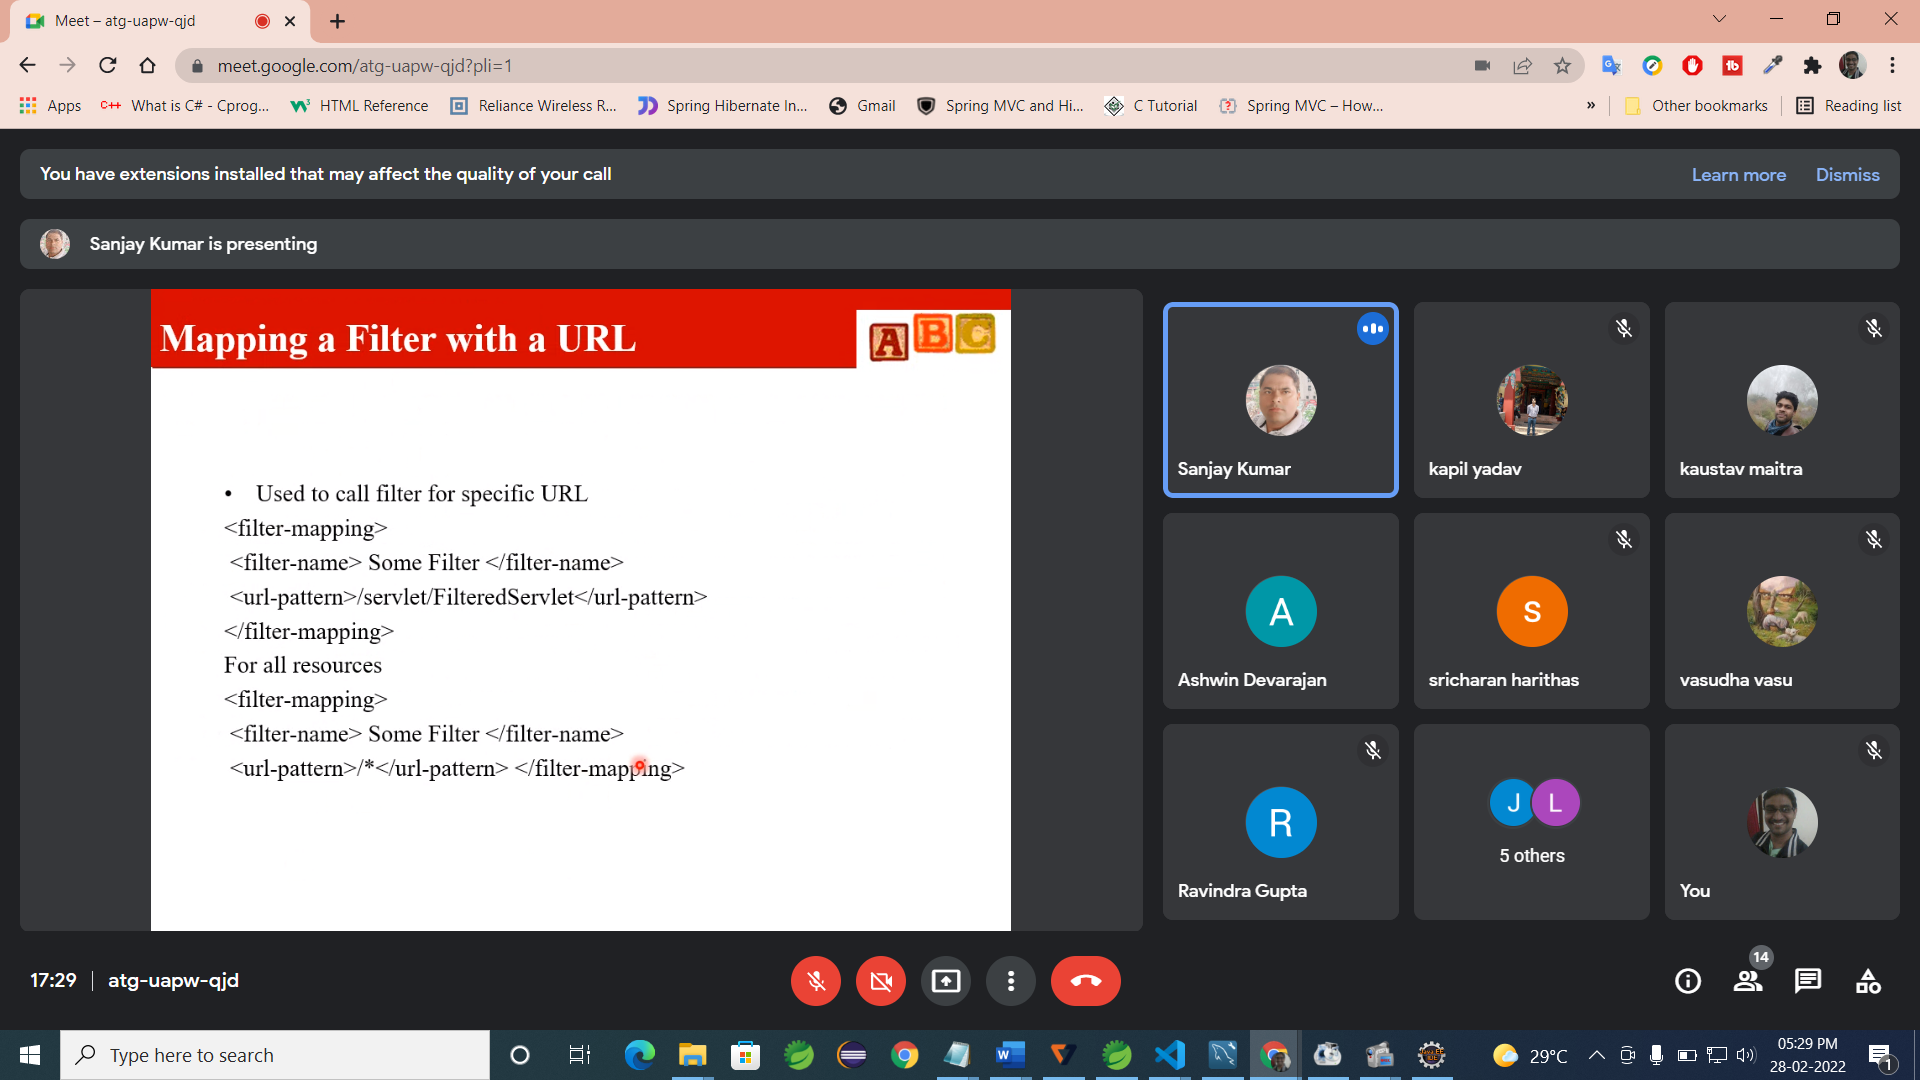 Meet – atg-uapw-qjd
meet.google.com/atg-uapw-qjd?pli=1
Apps
C++ What is C# - Cprog...
HTML Reference
Reliance Wireless R...
Spring Hibernate In...
Gmail
Spring MVC and Hi...
C Tutorial
Spring MVC – How...
»
Other bookmarks
Reading list
You have extensions installed that may affect the quality of your call
Learn more
Dismiss
Sanjay Kumar is presenting
Mapping a Filter with a URL
A B C
• Used to call filter for specific URL
<filter-mapping>
<filter-name> Some Filter </filter-name>
<url-pattern>/servlet/FilteredServlet</url-pattern>
</filter-mapping>
For all resources
<filter-mapping>
<filter-name> Some Filter </filter-name>
<url-pattern>/*</url-pattern> </filter-mapping>
Sanjay Kumar
kapil yadav
kaustav maitra
A
Ashwin Devarajan
S
sricharan harithas
vasudha vasu
R
Ravindra Gupta
J L
5 others
You
17:29 | atg-uapw-qjd
14
Type here to search
29°C
05:29 PM
28-02-2022
1